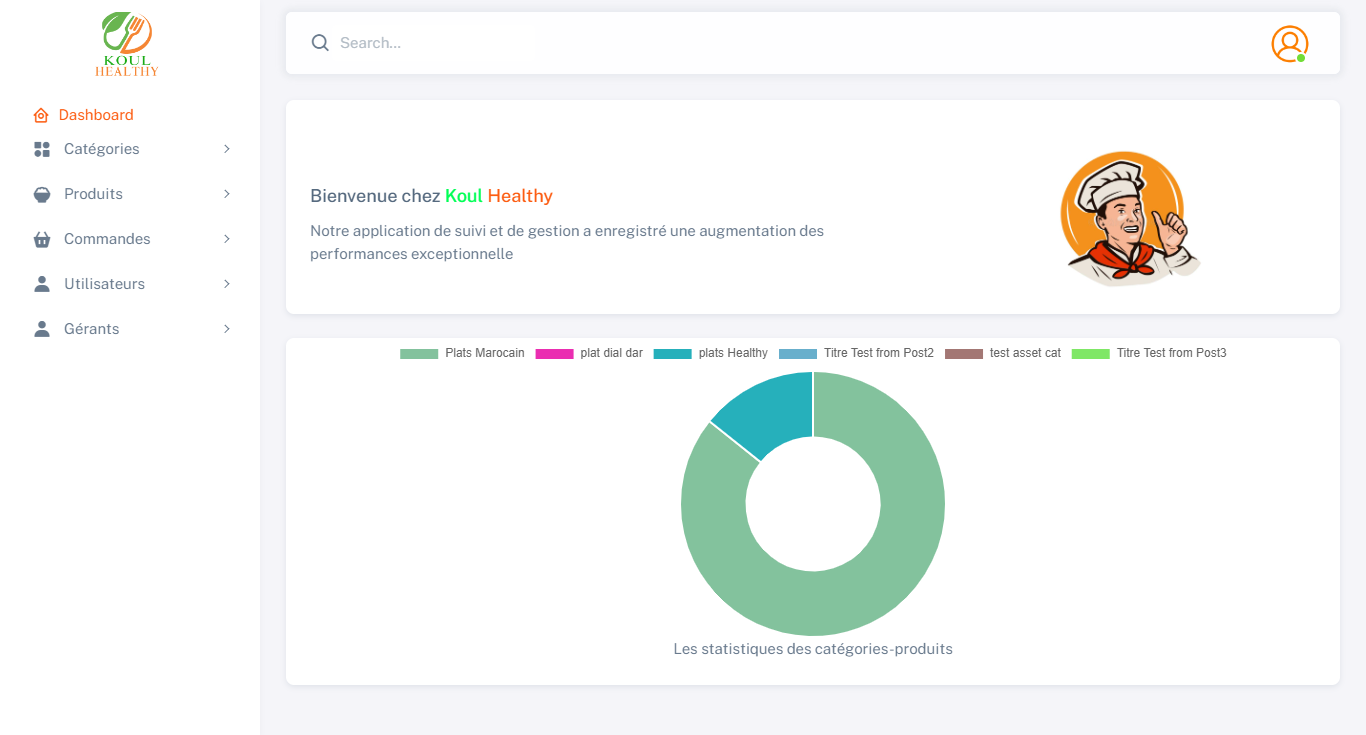 KOUL
HEALTHY
Dashboard
Catégories
Produits
Commandes
Utilisateurs
Gérants
Search...
Bienvenue chez Koul Healthy
Notre application de suivi et de gestion a enregistré une augmentation des
performances exceptionnelle
Plats Marocain plat dial dar plats Healthy Titre Test from Post2 test asset cat Titre Test from Post3
Les statistiques des catégories-produits